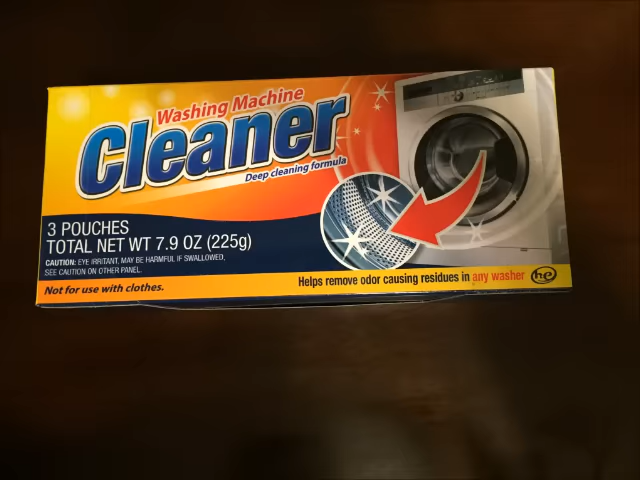 Washing Machine
Cleaner
Deep cleaning formula
3 POUCHES
TOTAL NET WT 7.9 OZ (225g)
CAUTION: EYE IRRITANT, MAY BE HARMFUL IF SWALLOWED,
SEE CAUTION ON OTHER PANEL.
Not for use with clothes.
Helps remove odor causing residues in any washer
he